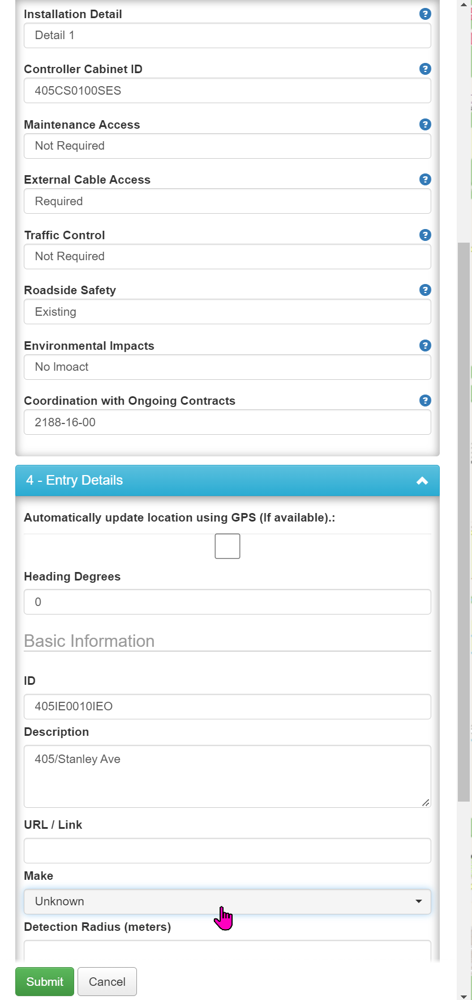 Installation Detail
Detail 1
Controller Cabinet ID
405CS0100SES
Maintenance Access
Not Required
External Cable Access
Required
Traffic Control
Not Required
Roadside Safety
Existing
Environmental Impacts
No Imoact
Coordination with Ongoing Contracts
2188-16-00
4 - Entry Details
Automatically update location using GPS (If available).:
Heading Degrees
0
Basic Information
ID
405IE0010IEO
Description
405/Stanley Ave
URL / Link
Make
Unknown
Detection Radius (meters)
Submit Cancel